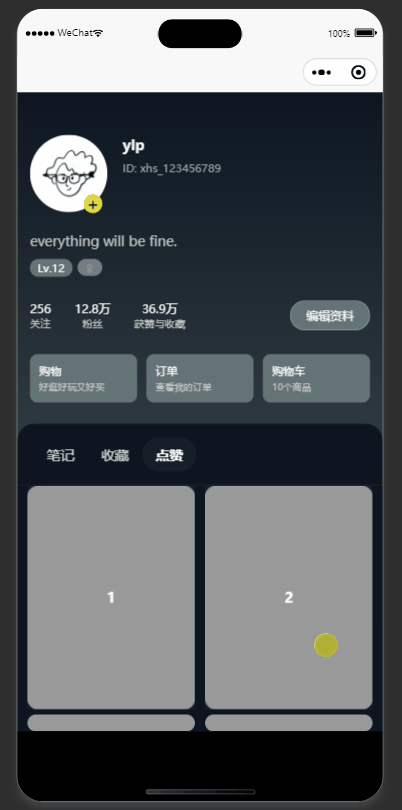 WeChat
100%
ylp
ID: xhs_123456789
everything will be fine.
Lv.12
256
12.8万
36.9万
关注
粉丝
获赞与收藏
编辑资料
购物
好逛好玩又好买
订单
查看我的订单
购物车
10个商品
笔记
收藏
点赞
1
2